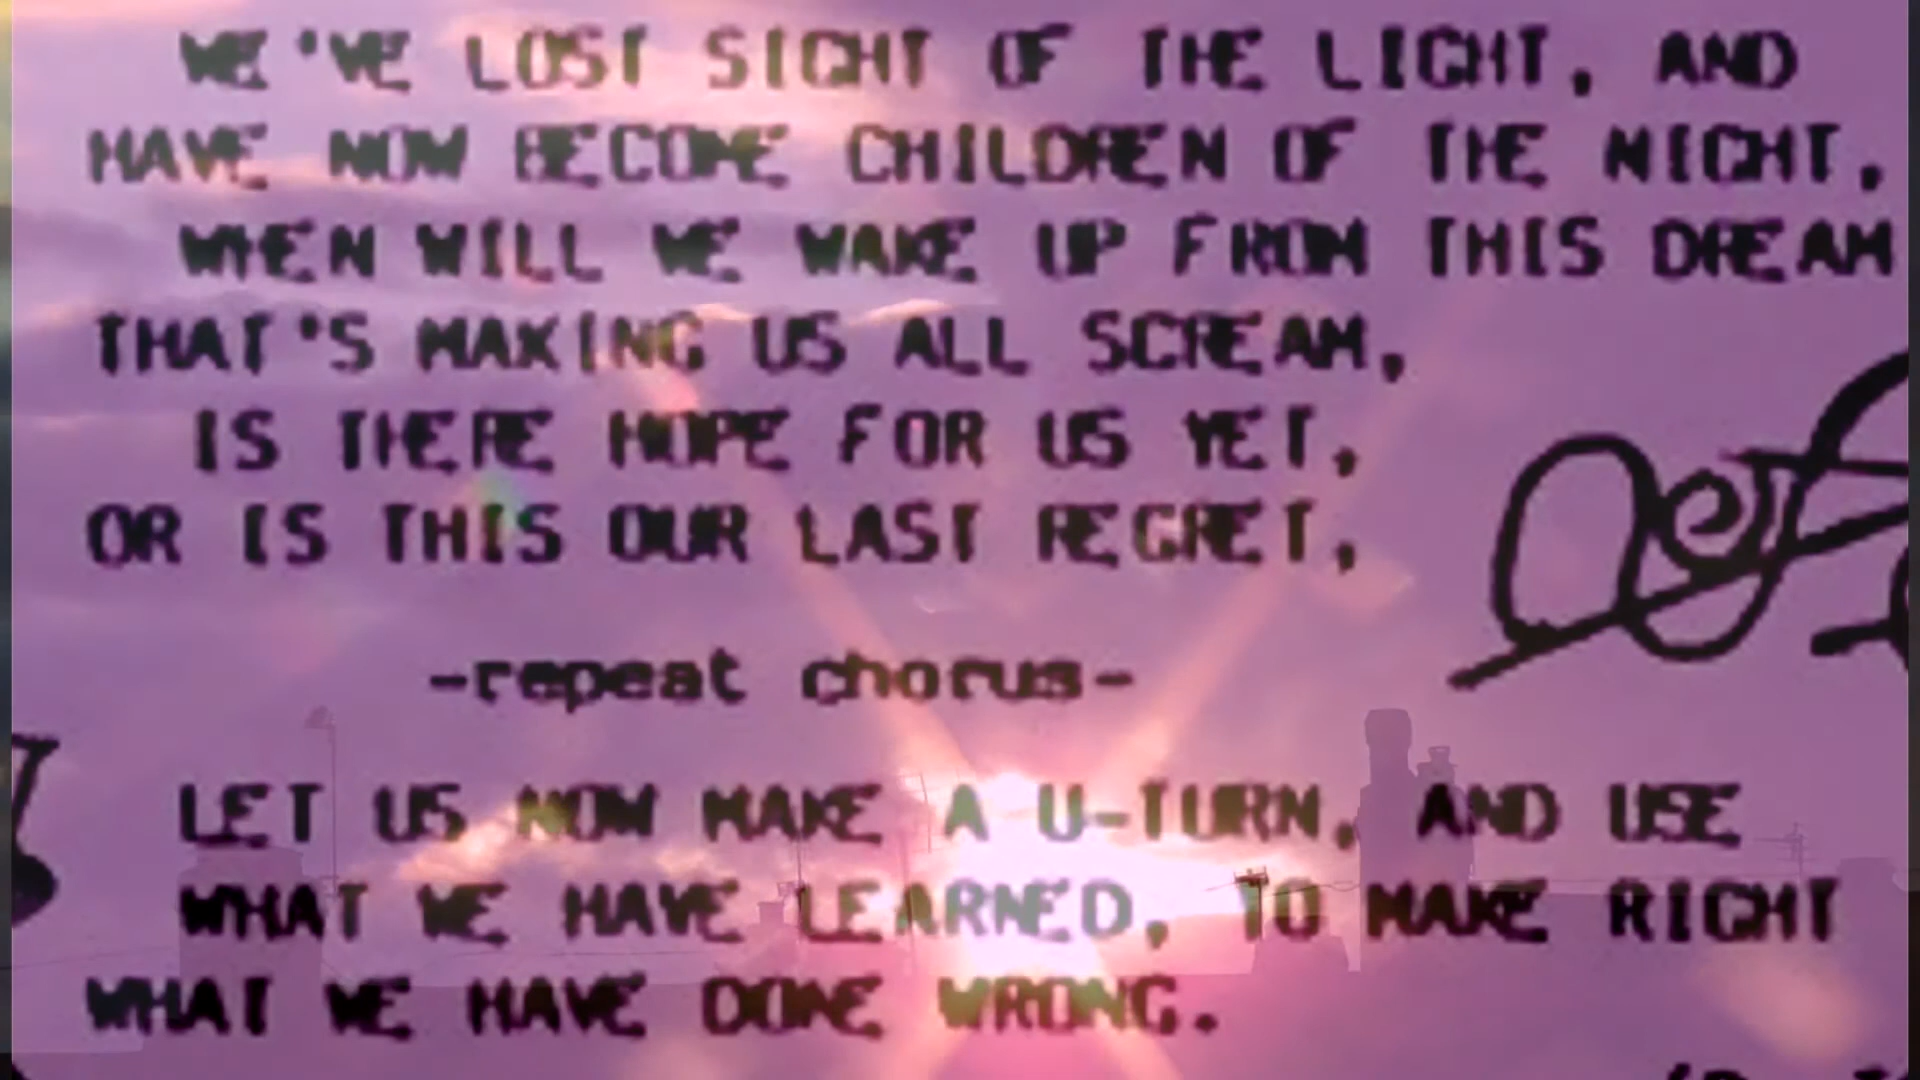 WE'VE LOST SIGHT OF THE LIGHT, AND
HAVE NOW BECOME CHILDREN OF THE NIGHT,
WHEN WILL WE WAKE UP FROM THIS DREAM
THAT'S MAKING US ALL SCREAM,
IS THERE HOPE FOR US YET,
OR IS THIS OUR LAST REGRET,
-repeat chorus-
LET US NOW MAKE A U-TURN, AND USE
WHAT WE HAVE LEARNED, TO MAKE RIGHT
WHAT WE HAVE DONE WRONG.